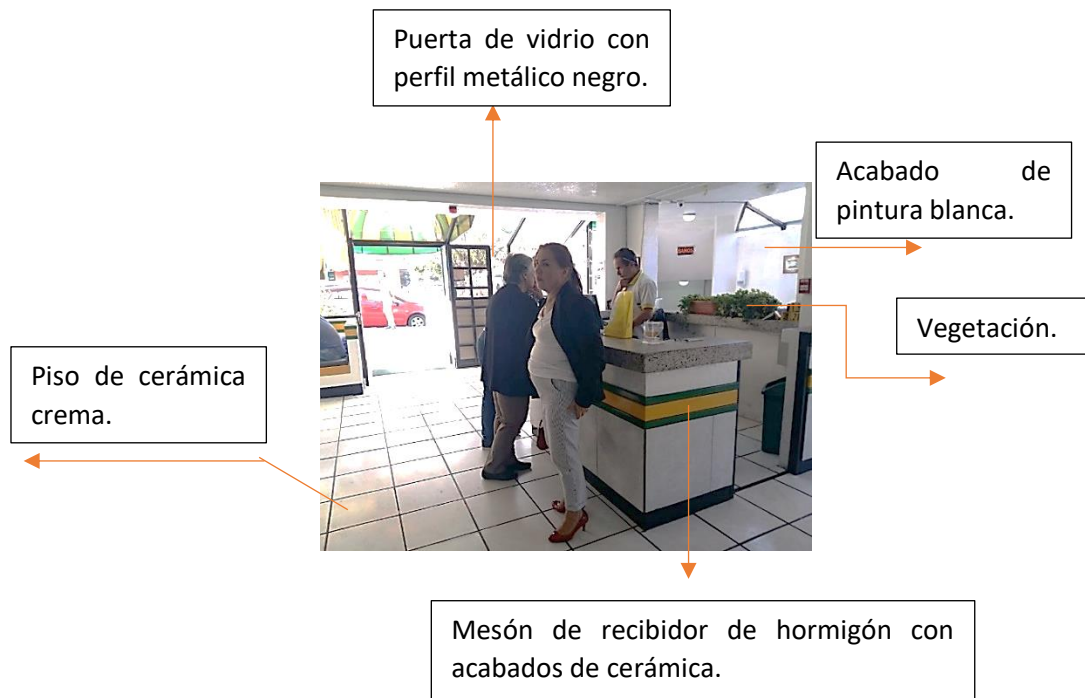 Puerta de vidrio con
perfil metálico negro.
Acabado de
pintura blanca.
Vegetación.
Piso de cerámica
crema.
Mesón de recibidor de hormigón con
acabados de cerámica.